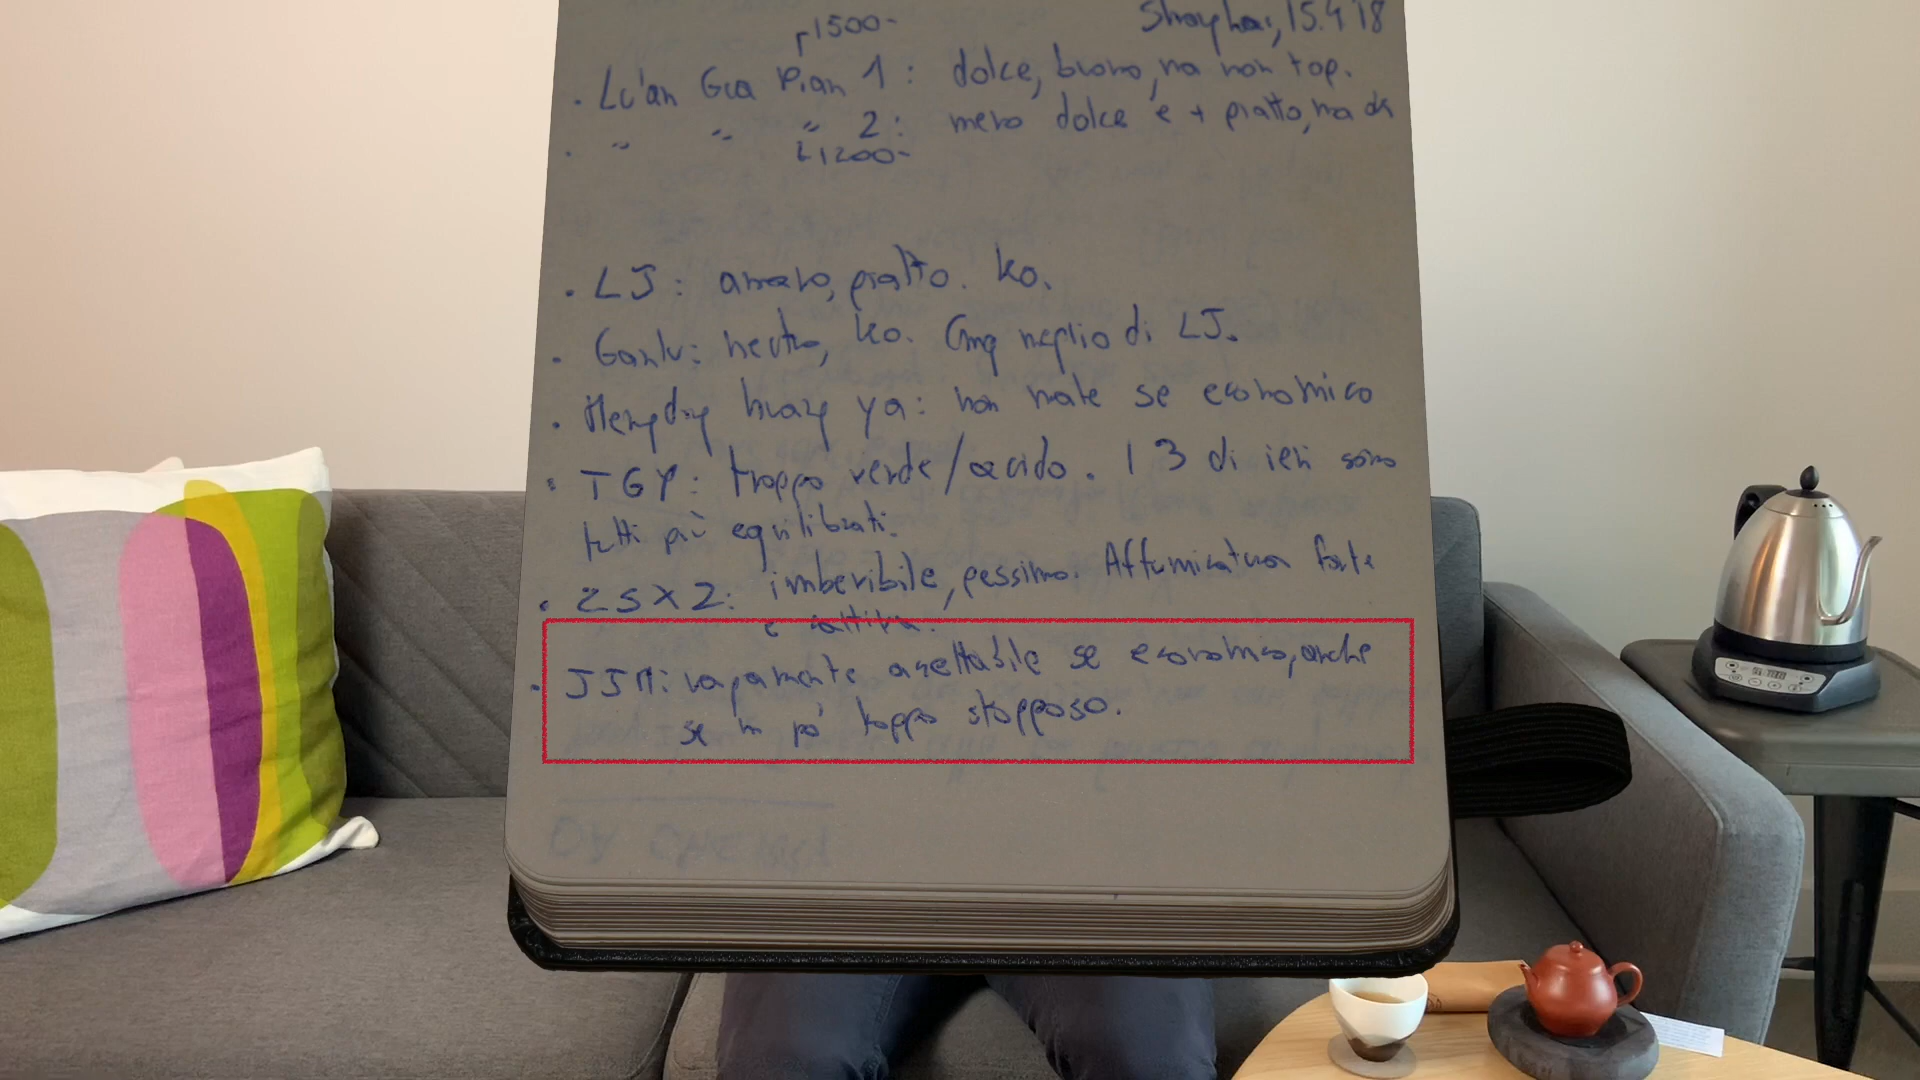 Shanghai, 15.4'18
1500-
• Lu'an Gua Pian 1: dolce, buono, ma non top.
• " " " 2: meno dolce e + piatto, ma ok
1200-
• LJ: amaro, piatto. ko.
• Ganlu: neutro, ko. Cmq meglio di LJ.
• Mengding huang ya: non male se economico
• TGY: troppo verde/acido. I 3 di ieri sono
tutti più equilibrati.
• ZSXZ: imbevibile, pessimo. Affumicatura forte
e cattiva.
• JJM: vagamente accettabile se economico, anche
se un po' troppo stopposo.